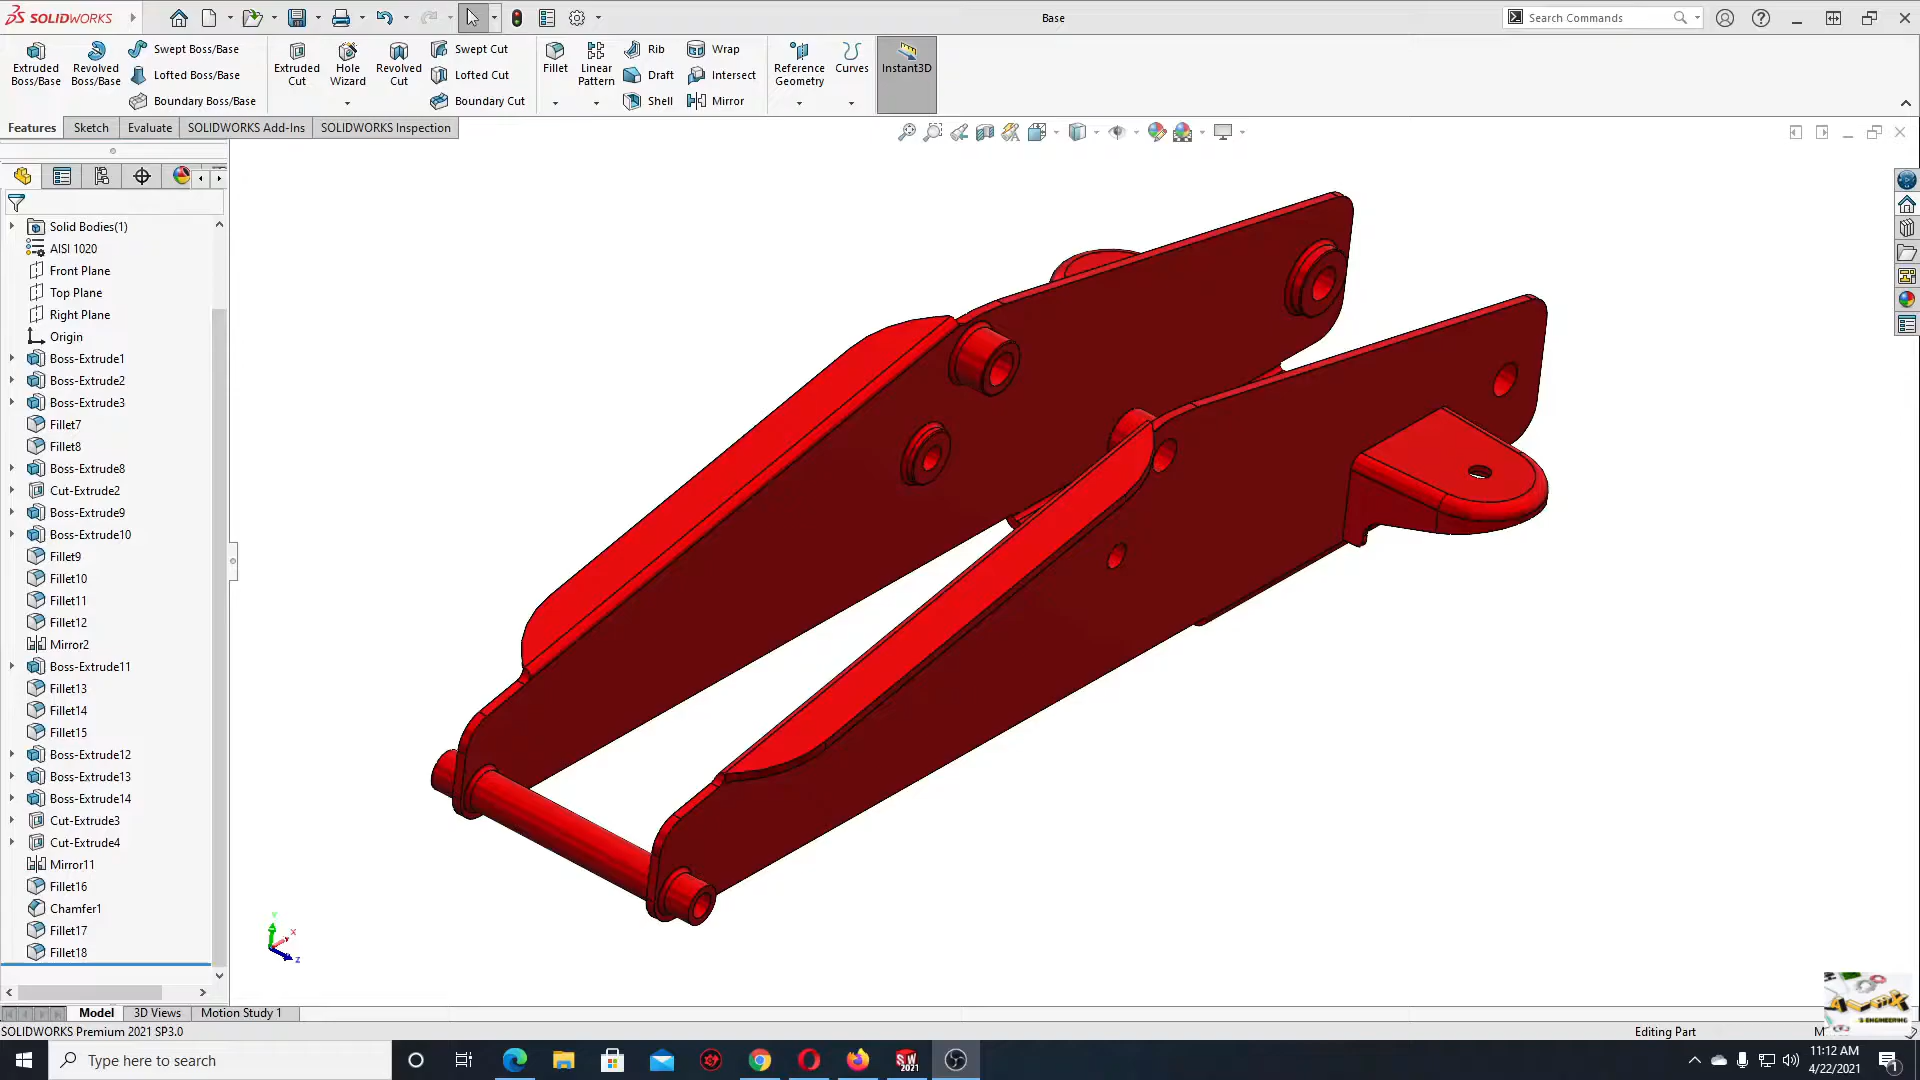 SOLIDWORKS
Base
Search Commands
Extruded
Boss/Base
Revolved
Boss/Base
Swept Boss/Base
Lofted Boss/Base
Boundary Boss/Base
Extruded
Cut
Hole
Wizard
Revolved
Cut
Swept Cut
Lofted Cut
Boundary Cut
Fillet
Linear
Pattern
Rib
Draft
Shell
Wrap
Intersect
Mirror
Reference
Geometry
Curves
Instant3D
Features
Sketch
Evaluate
SOLIDWORKS Add-Ins
SOLIDWORKS Inspection
Solid Bodies(1)
AISI 1020
Front Plane
Top Plane
Right Plane
Origin
Boss-Extrude1
Boss-Extrude2
Boss-Extrude3
Fillet7
Fillet8
Boss-Extrude8
Cut-Extrude2
Boss-Extrude9
Boss-Extrude10
Fillet9
Fillet10
Fillet11
Fillet12
Mirror2
Boss-Extrude11
Fillet13
Fillet14
Fillet15
Boss-Extrude12
Boss-Extrude13
Boss-Extrude14
Cut-Extrude3
Cut-Extrude4
Mirror11
Fillet16
Chamfer1
Fillet17
Fillet18
Y
X
Z
Model
3D Views
Motion Study 1
SOLIDWORKS Premium 2021 SP3.0
Editing Part
M
Type here to search
SW
2021
11:12 AM
4/22/2021
1